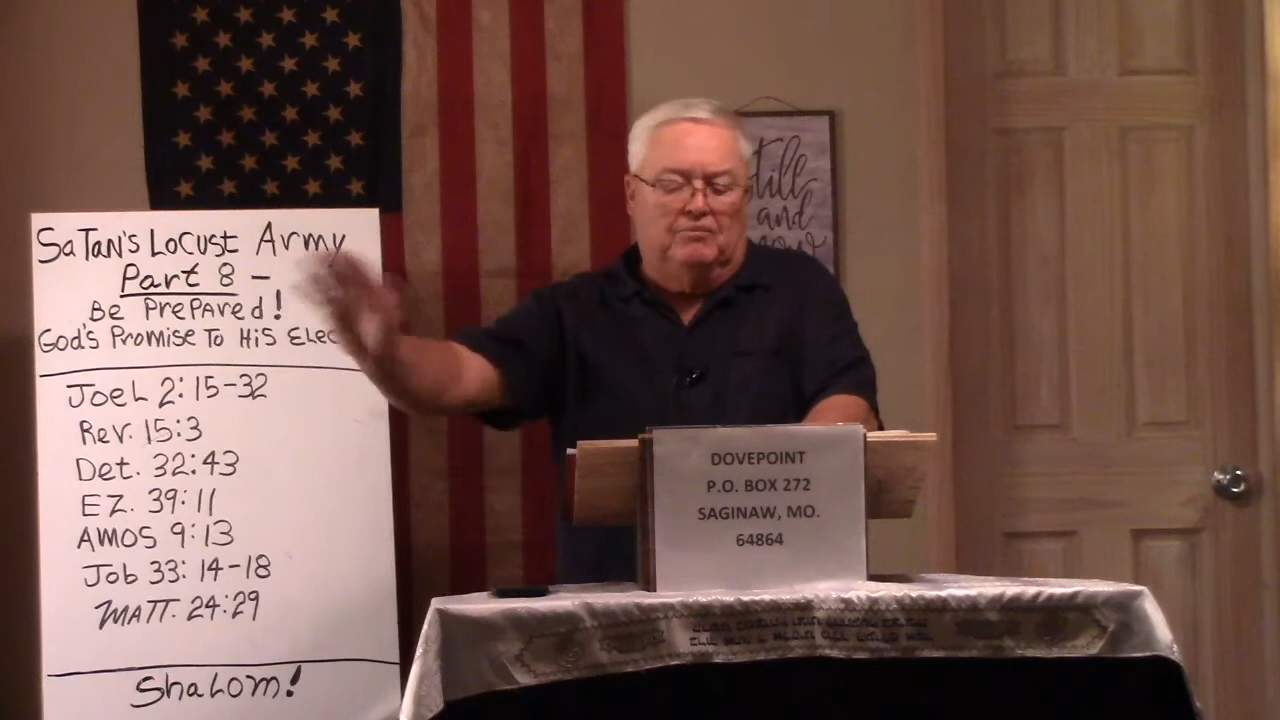 SaTan's Locust Army
Part 8 –
Be PrePAred!
God's Promise To His Elec
Joel 2:15-32
Rev. 15:3
Det. 32:43
EZ. 39:11
AMOS 9:13
Job 33:14-18
MATT. 24:29
ShaLom!
till
and
DOVEPOINT
P.O. BOX 272
SAGINAW, MO.
64864